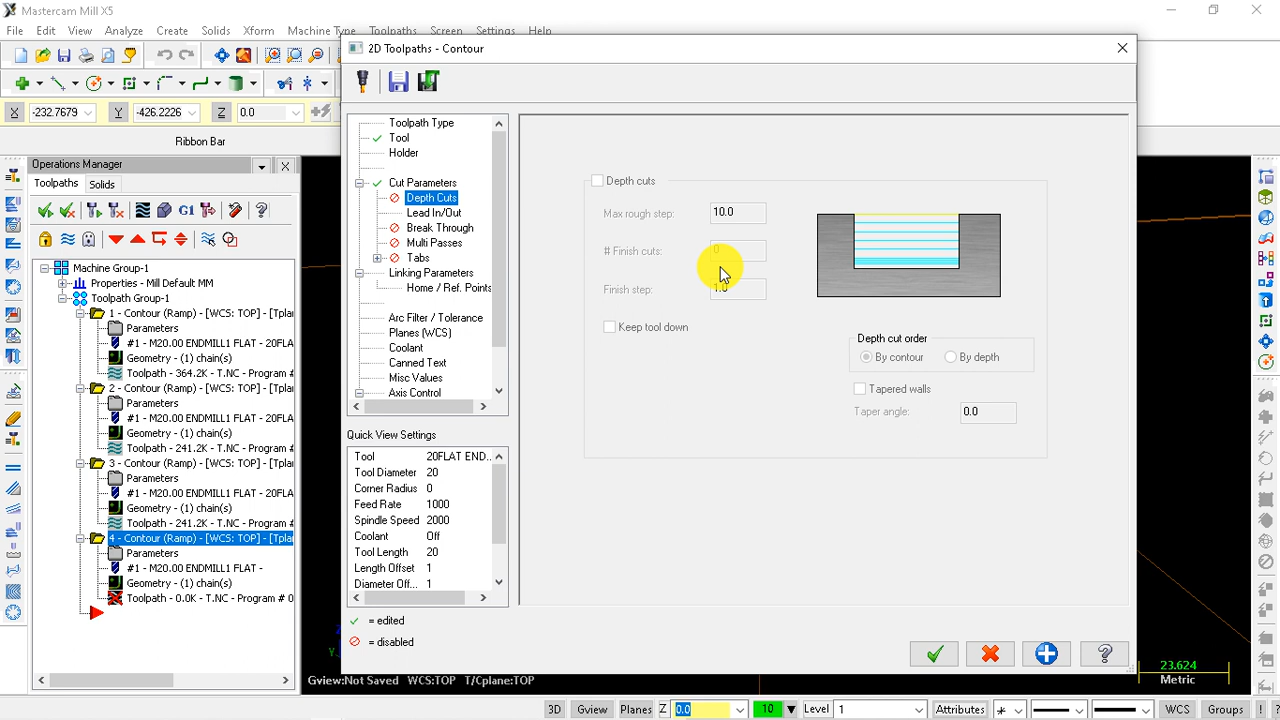 Mastercam Mill X5
File Edit View Analyze Create Solids Xform Machine Type Toolpaths Screen Settings Help
2D Toolpaths - Contour
X -232.7679 Y -426.2226 Z 0.0
Ribbon Bar
Operations Manager
Toolpaths Solids
G1
Machine Group-1
Properties - Mill Default MM
Toolpath Group-1
1 - Contour (Ramp) - [WCS: TOP] - [Tpla
Parameters
#1 - M20.00 ENDMILL1 FLAT - 20FLA
Geometry - (1) chain(s)
Toolpath - 364.2K - T.NC - Program #
2 - Contour (Ramp) - [WCS: TOP] - [Tpla
Parameters
#1 - M20.00 ENDMILL1 FLAT - 20FLA
Geometry - (1) chain(s)
Toolpath - 241.2K - T.NC - Program #
3 - Contour (Ramp) - [WCS: TOP] - [Tpla
Parameters
#1 - M20.00 ENDMILL1 FLAT - 20FLA
Geometry - (1) chain(s)
Toolpath - 241.2K - T.NC - Program #
4 - Contour (Ramp) - [WCS: TOP] - [Tpla
Parameters
#1 - M20.00 ENDMILL1 FLAT -
Geometry - (1) chain(s)
Toolpath - 0.0K - T.NC - Program # 0
Toolpath Type
Tool
Holder
Cut Parameters
Depth Cuts
Lead In/Out
Break Through
Multi Passes
Tabs
Linking Parameters
Home / Ref. Points
Arc Filter / Tolerance
Planes (WCS)
Coolant
Canned Text
Misc Values
Axis Control
Quick View Settings
Tool 20FLAT END..
Tool Diameter 20
Corner Radius 0
Feed Rate 1000
Spindle Speed 2000
Coolant Off
Tool Length 20
Length Offset 1
Diameter Off... 1
= edited
= disabled
Depth cuts
Max rough step: 10.0
# Finish cuts: 0
Finish step: 1.0
Keep tool down
Depth cut order
By contour By depth
Tapered walls
Taper angle: 0.0
Y
23.624
Metric
Gview:Not Saved WCS:TOP T/Cplane:TOP
3D Gview Planes Z 0.0 10 Level 1 Attributes WCS Groups